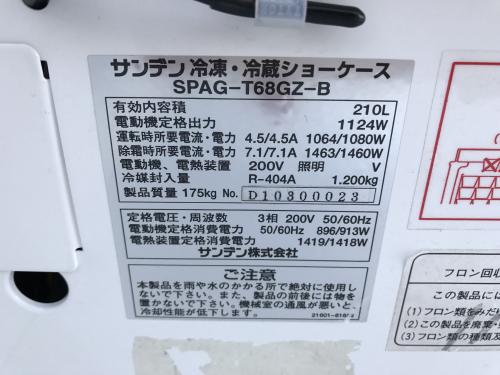 サンデン 冷凍・冷蔵ショーケース
SPAG-T68GZ-B
有効内容積 210L
電動機定格出力 1124W
運転時所要電流・電力 4.5/4.5A 1064/1080W
除霜時所要電流・電力 7.1/7.1A 1463/1460W
電動機、電熱装置 200V 照明 V
冷媒封入量 R-404A 1.200kg
製品質量 175kg No. D10300023
定格電圧・周波数 3相 200V 50/60Hz
電動機定格消費電力 50/60Hz 896/913W
電熱装置定格消費電力 1419/1418W
サンデン株式会社
ご注意
本製品を雨や水のかかる所で絶対に使用し
ないで下さい。また、製品の前後には物を
置かないで下さい。機械室の通風が悪いと、
冷却性能が低下します。
フロン回収
この製品には
(1)フロン類をみだり
(2)この製品を廃棄・
(3)フロン類の種類及